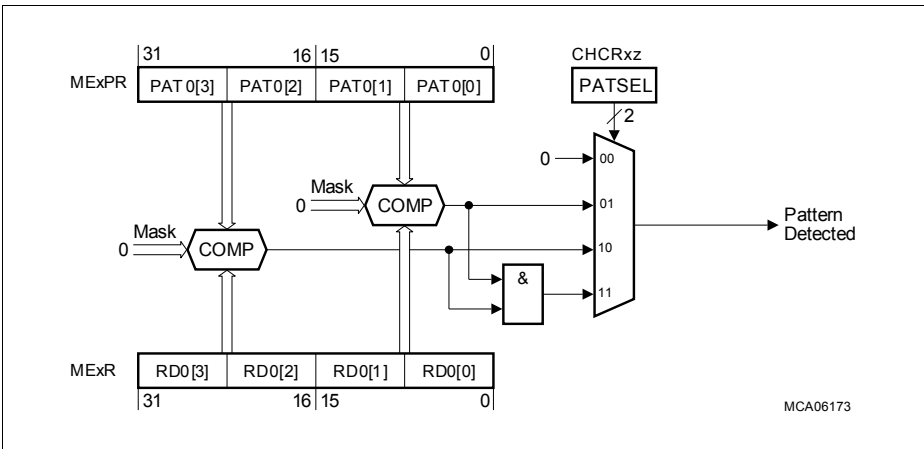 31 16 15 0
CHCRxz
MExPR PAT0[3] PAT0[2] PAT0[1] PAT0[0]
PATSEL
2
0 00
Mask
0 COMP 01
Mask
0 COMP 10
Pattern
Detected
&
11
MExR RD0[3] RD0[2] RD0[1] RD0[0]
31 16 15 0
MCA06173